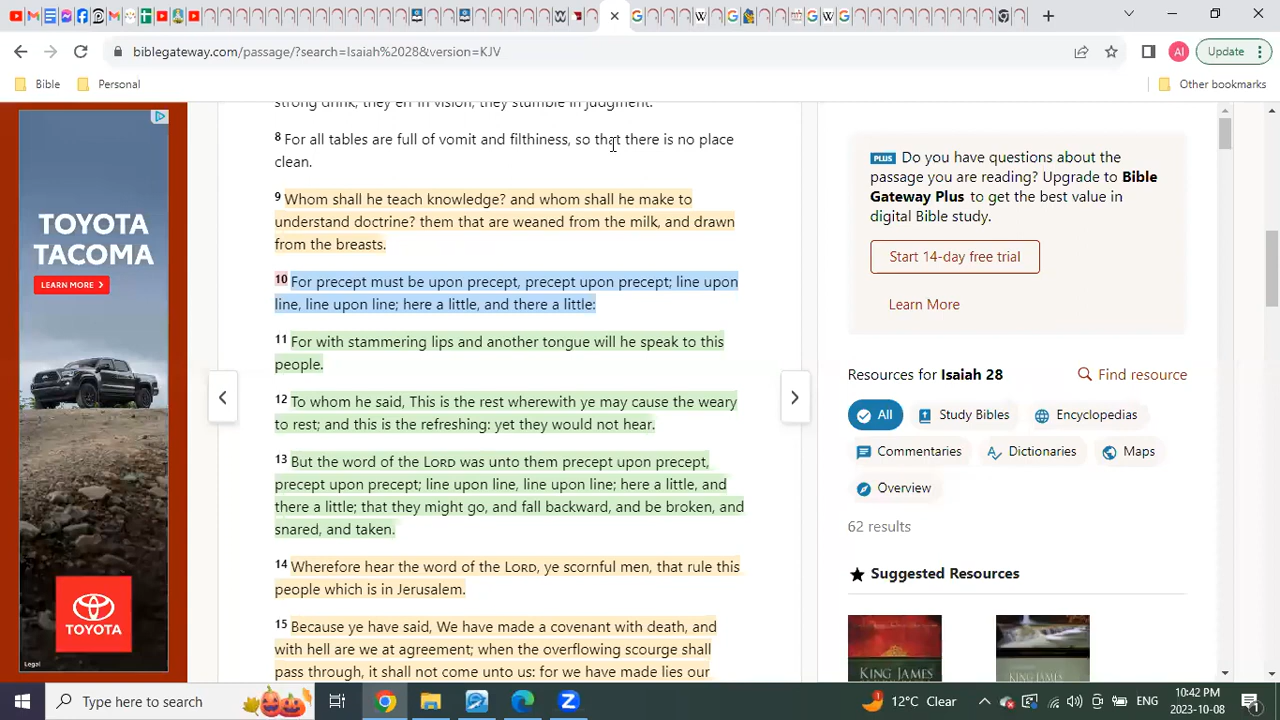 biblegateway.com/passage/?search=Isaiah%2028&version=KJV
AI
Update
Bible
Personal
Other bookmarks
TOYOTA
TACOMA
LEARN MORE
TOYOTA
Legal
strong drink, they err in vision, they stumble in judgment.
8 For all tables are full of vomit and filthiness, so that there is no place
clean.
9 Whom shall he teach knowledge? and whom shall he make to
understand doctrine? them that are weaned from the milk, and drawn
from the breasts.
10 For precept must be upon precept, precept upon precept; line upon
line, line upon line; here a little, and there a little:
11 For with stammering lips and another tongue will he speak to this
people.
12 To whom he said, This is the rest wherewith ye may cause the weary
to rest; and this is the refreshing: yet they would not hear.
13 But the word of the LORD was unto them precept upon precept,
precept upon precept; line upon line, line upon line; here a little, and
there a little; that they might go, and fall backward, and be broken, and
snared, and taken.
14 Wherefore hear the word of the LORD, ye scornful men, that rule this
people which is in Jerusalem.
15 Because ye have said, We have made a covenant with death, and
with hell are we at agreement; when the overflowing scourge shall
pass through, it shall not come unto us: for we have made lies our
PLUS Do you have questions about the
passage you are reading? Upgrade to Bible
Gateway Plus to get the best value in
digital Bible study.
Start 14-day free trial
Learn More
Resources for Isaiah 28
Find resource
All
Study Bibles
Encyclopedias
Commentaries
Dictionaries
Maps
Overview
62 results
Suggested Resources
KING JAMES
Type here to search
1
12°C Clear
ENG
10:42 PM
2023-10-08
1